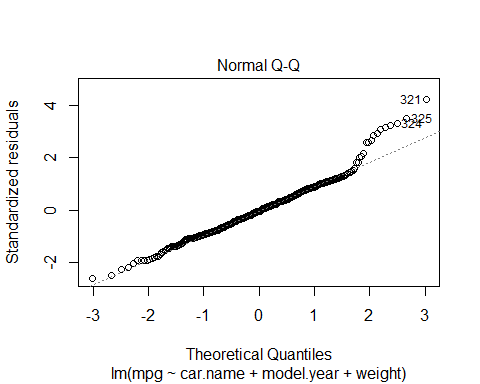 Normal Q-Q
Standardized residuals
4
2
0
-2
321
325
324
-3 -2 -1 0 1 2 3
Theoretical Quantiles
lm(mpg ~ car.name + model.year + weight)